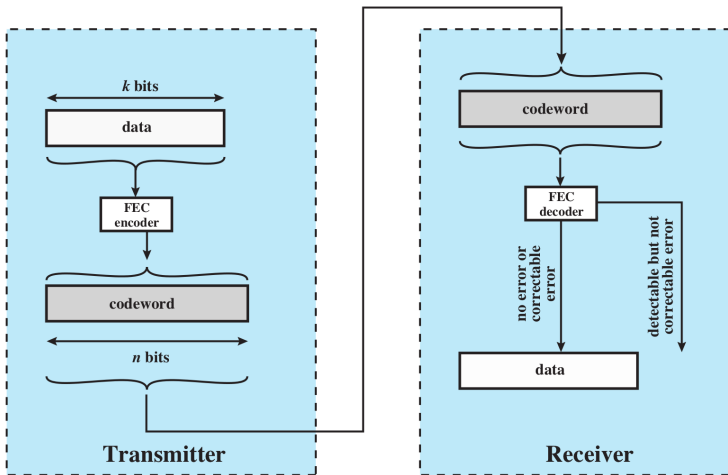 k bits
data
FEC
encoder
codeword
n bits
Transmitter
codeword
FEC
decoder
no error or
correctable
error
detectable but not
correctable error
data
Receiver